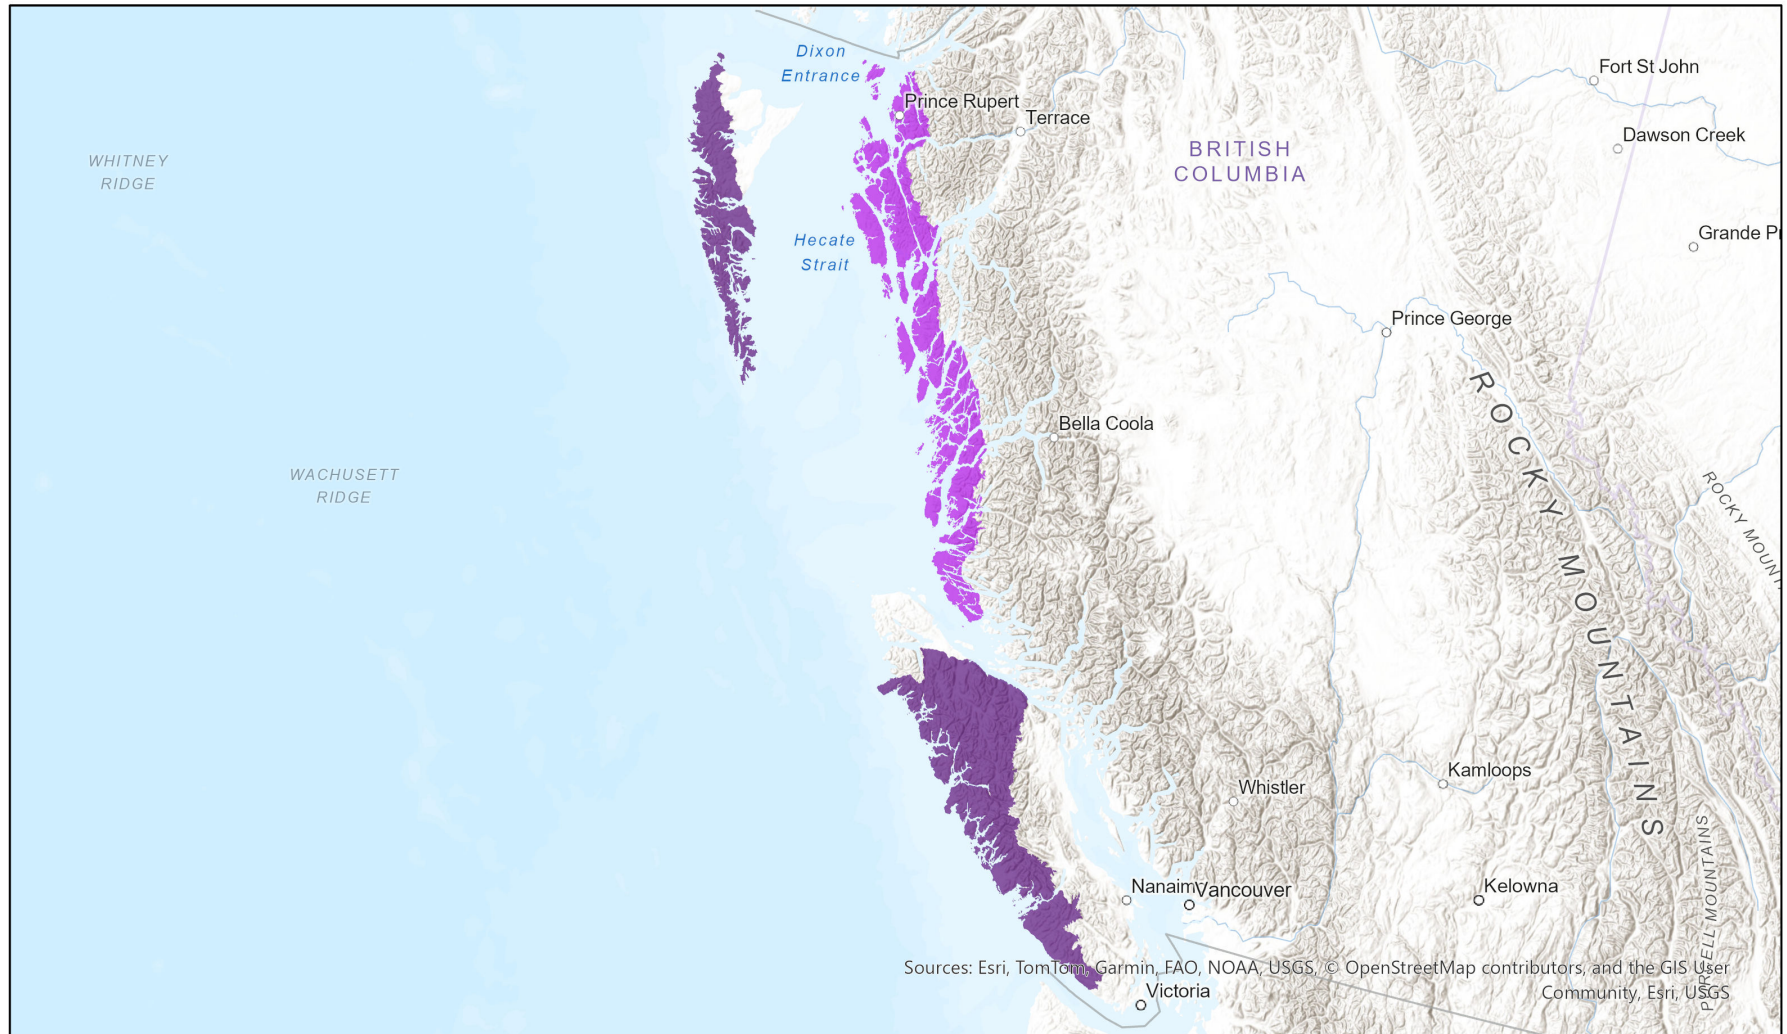 Dixon
Entrance
Fort St John
Prince Rupert
Terrace
Dawson Creek
WHITNEY
RIDGE
BRITISH
COLUMBIA
Hecate
Strait
Grande P
Prince George
ROCKY MOUNTAINS
Bella Coola
WACHUSETT
RIDGE
ROCKY MOUNT
Kamloops
Whistler
PURCELL MOUNTAINS
Nanaim
Vancouver
Kelowna
Sources: Esri, TomTom, Garmin, FAO, NOAA, USGS, © OpenStreetMap contributors, and the GIS User
Community, Esri, USGS
Victoria